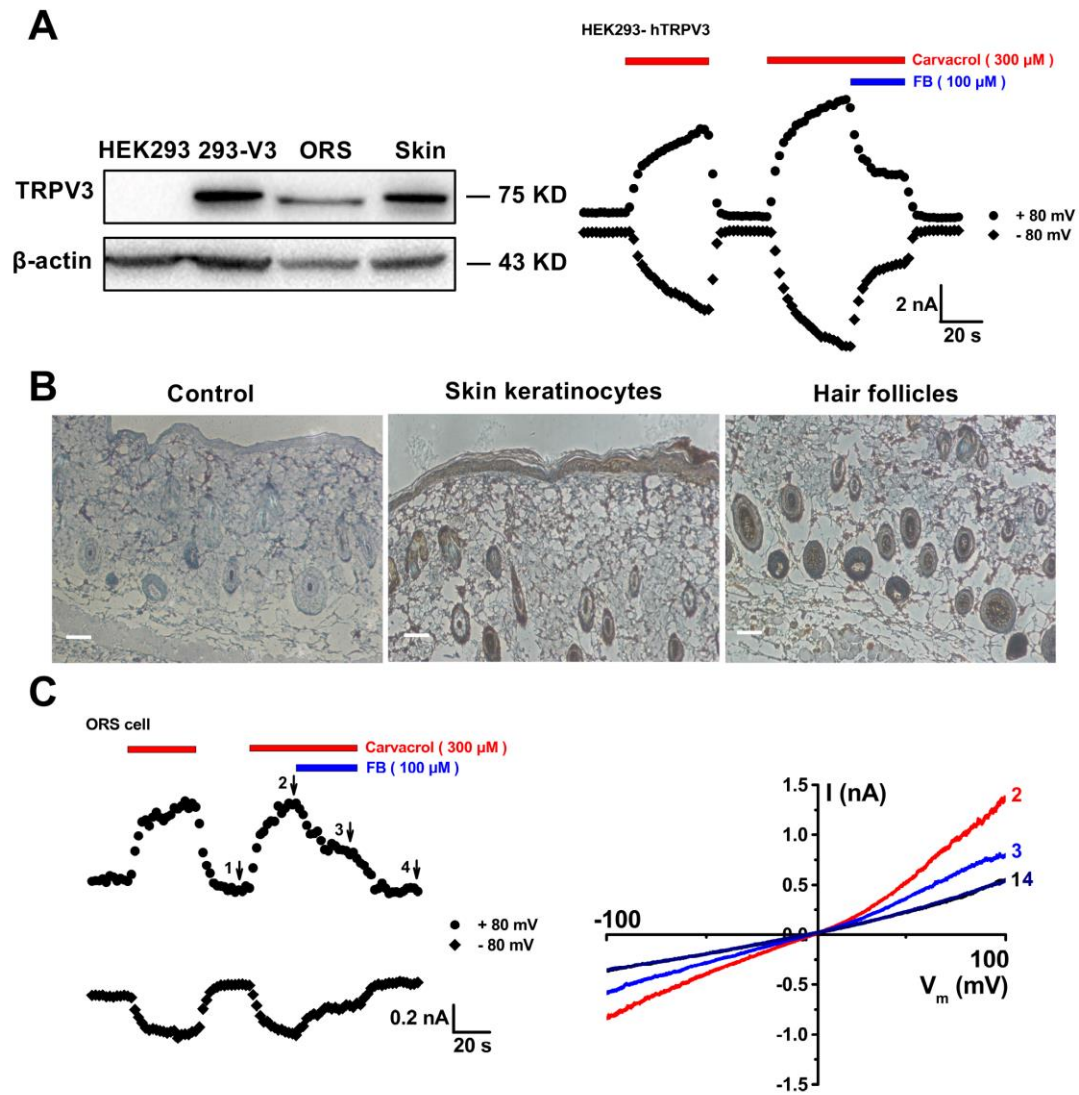 A
HEK293- hTRPV3
Carvacrol ( 300 µM )
FB ( 100 µM )
HEK293 293-V3 ORS Skin
TRPV3
75 KD
β-actin
43 KD
+ 80 mV
- 80 mV
2 nA
20 s
B
Control Skin keratinocytes Hair follicles
C
ORS cell
Carvacrol ( 300 µM )
FB ( 100 µM )
2
3
1
4
+ 80 mV
- 80 mV
0.2 nA
20 s
I (nA)
1.5
1.0
0.5
0.0
-0.5
-1.0
-1.5
2
3
14
-100
100
Vm (mV)